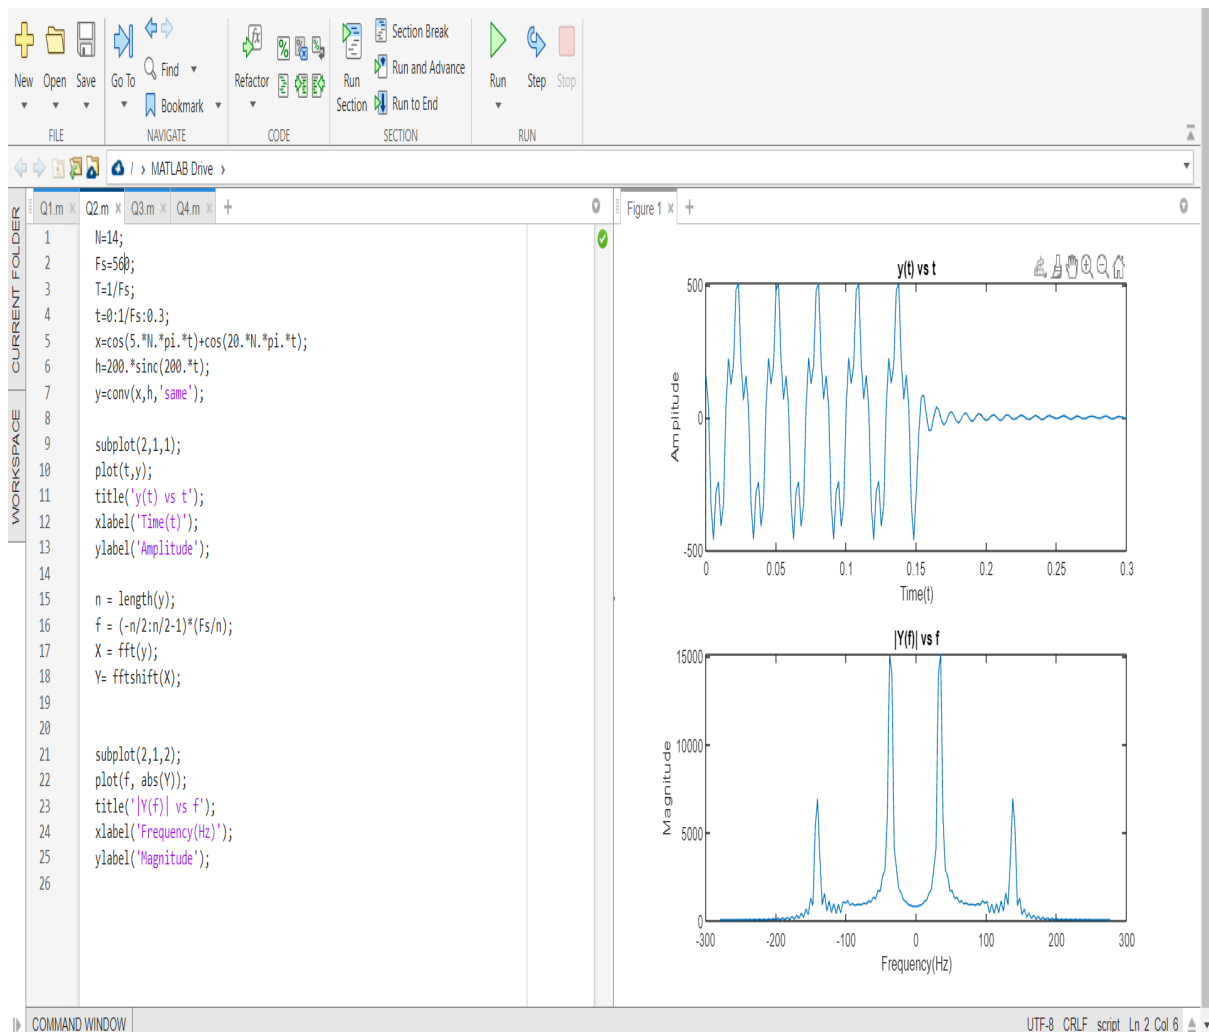 New Open Save
FILE
Go To
Find
Bookmark
NAVIGATE
Refactor
CODE
Run Section
Section Break
Run and Advance
Run to End
SECTION
Run Step Stop
RUN
/ › MATLAB Drive ›
CURRENT FOLDER
WORKSPACE
Q1.m × Q2.m × Q3.m × Q4.m × +
1 N=14;
2 Fs=560;
3 T=1/Fs;
4 t=0:1/Fs:0.3;
5 x=cos(5.*N.*pi.*t)+cos(20.*N.*pi.*t);
6 h=200.*sinc(200.*t);
7 y=conv(x,h,'same');
8
9 subplot(2,1,1);
10 plot(t,y);
11 title('y(t) vs t');
12 xlabel('Time(t)');
13 ylabel('Amplitude');
14
15 n = length(y);
16 f = (-n/2:n/2-1)*(Fs/n);
17 X = fft(y);
18 Y= fftshift(X);
19
20
21 subplot(2,1,2);
22 plot(f, abs(Y));
23 title('|Y(f)| vs f');
24 xlabel('Frequency(Hz)');
25 ylabel('Magnitude');
26
Figure 1 × +
y(t) vs t
Amplitude
500
0
-500
0 0.05 0.1 0.15 0.2 0.25 0.3
Time(t)
|Y(f)| vs f
Magnitude
15000
10000
5000
0
-300 -200 -100 0 100 200 300
Frequency(Hz)
COMMAND WINDOW
UTF-8 CRLF script Ln 2 Col 6